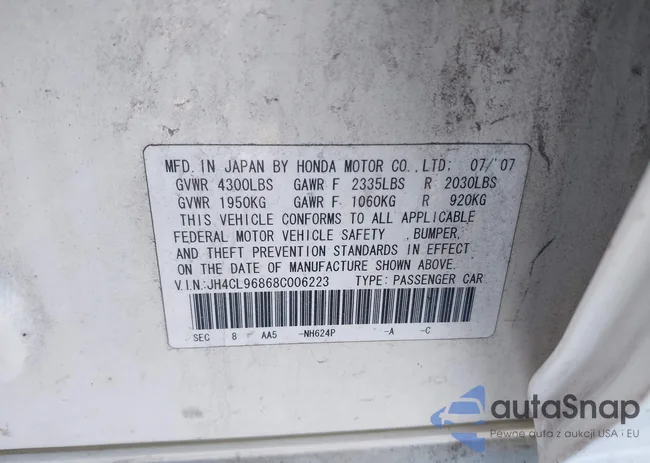 MFD. IN JAPAN BY HONDA MOTOR CO.,LTD: 07/'07
GVWR 4300LBS GAWR F 2335LBS R 2030LBS
GVWR 1950KG GAWR F 1060KG R 920KG
THIS VEHICLE CONFORMS TO ALL APPLICABLE
FEDERAL MOTOR VEHICLE SAFETY ,BUMPER,
AND THEFT PREVENTION STANDARDS IN EFFECT
ON THE DATE OF MANUFACTURE SHOWN ABOVE.
V.I.N:JH4CL96868C006223 TYPE: PASSENGER CAR
SEC 8 AA5 -NH624P -A -C
autoSnap
Pewne auto z aukcji USA i EU